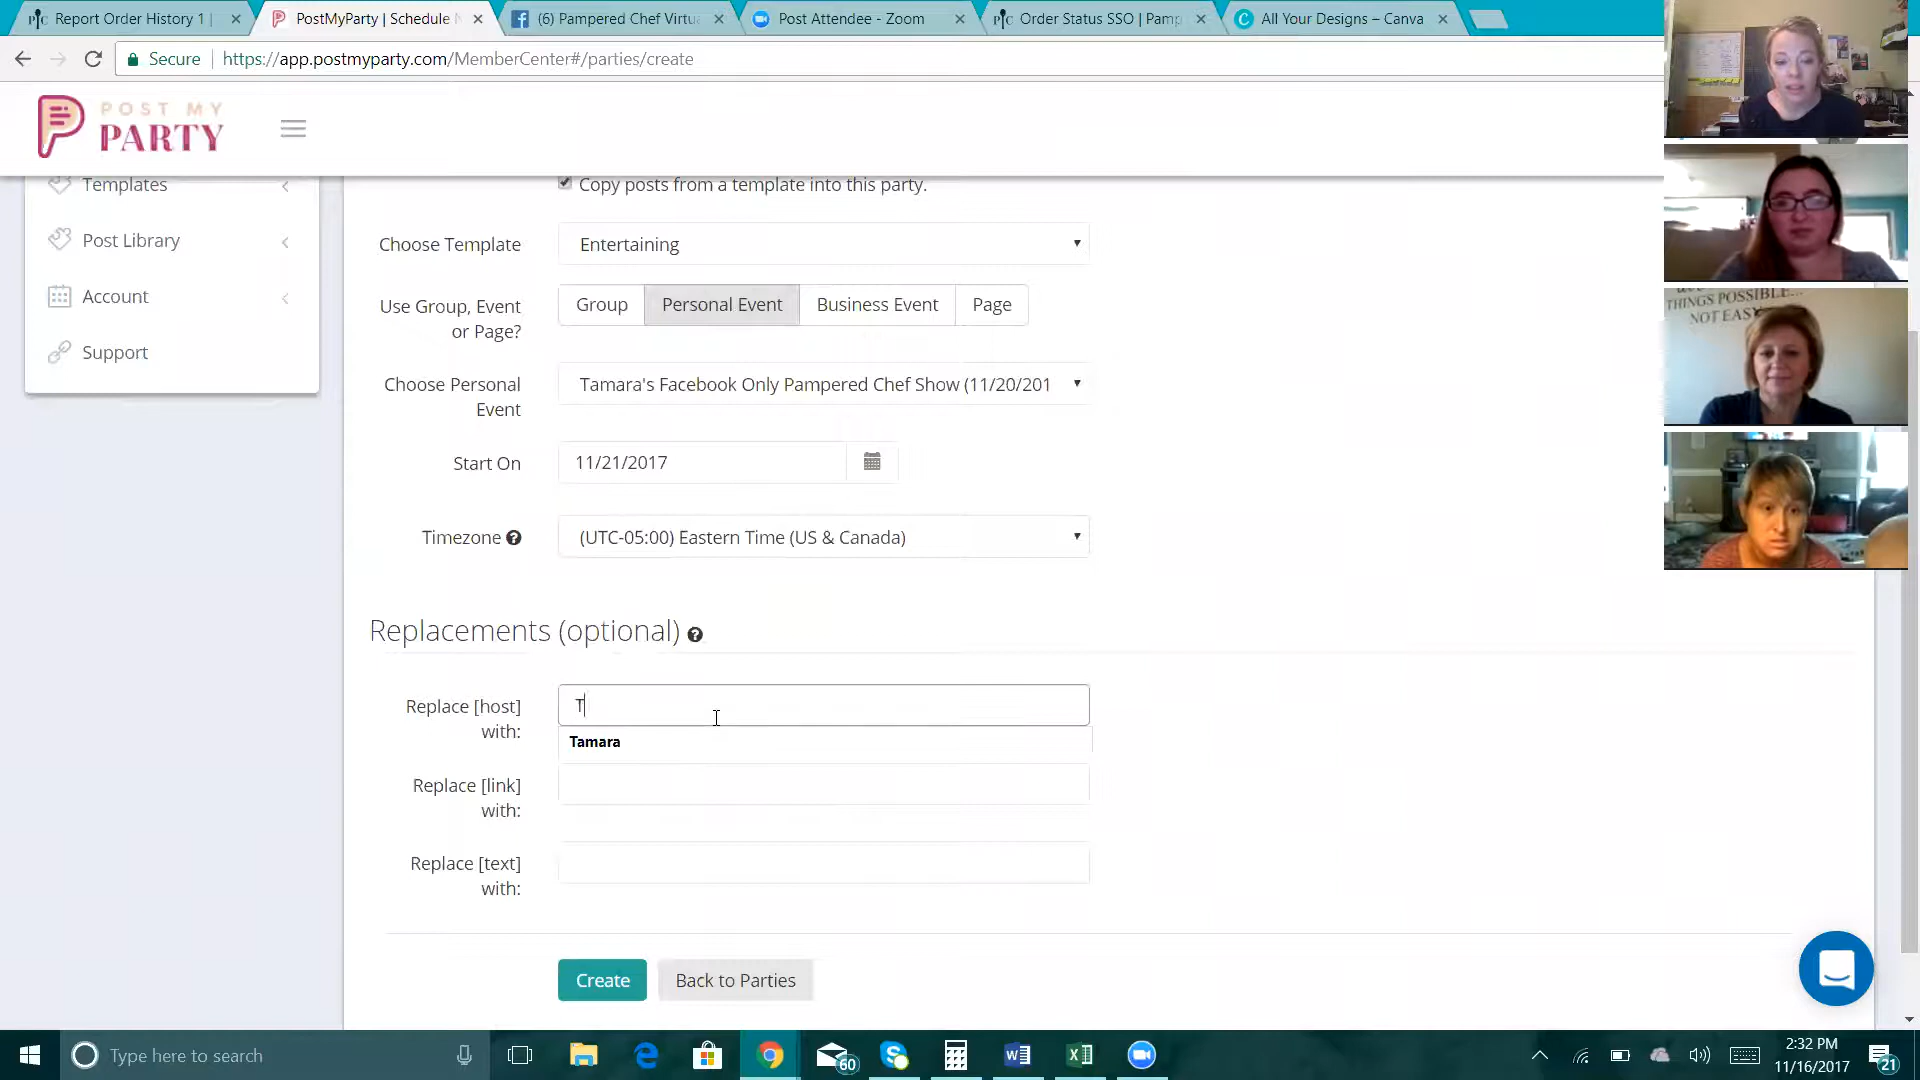 Report Order History 1 |
PostMyParty | Schedule N
(6) Pampered Chef Virtua
Post Attendee - Zoom
Order Status SSO | Pamp
All Your Designs – Canva
Secure
https://app.postmyparty.com/MemberCenter#/parties/create
POST MY
PARTY
Templates
Post Library
Account
Support
Copy posts from a template into this party.
Choose Template
Entertaining
Use Group, Event
or Page?
Group
Personal Event
Business Event
Page
Choose Personal
Event
Tamara's Facebook Only Pampered Chef Show (11/20/201
Start On
11/21/2017
Timezone
(UTC-05:00) Eastern Time (US & Canada)
Replacements (optional)
Replace [host]
with:
T
Tamara
Replace [link]
with:
Replace [text]
with:
Create
Back to Parties
THINGS POSSIBLE...
NOT EASY
Type here to search
60
2:32 PM
11/16/2017
21